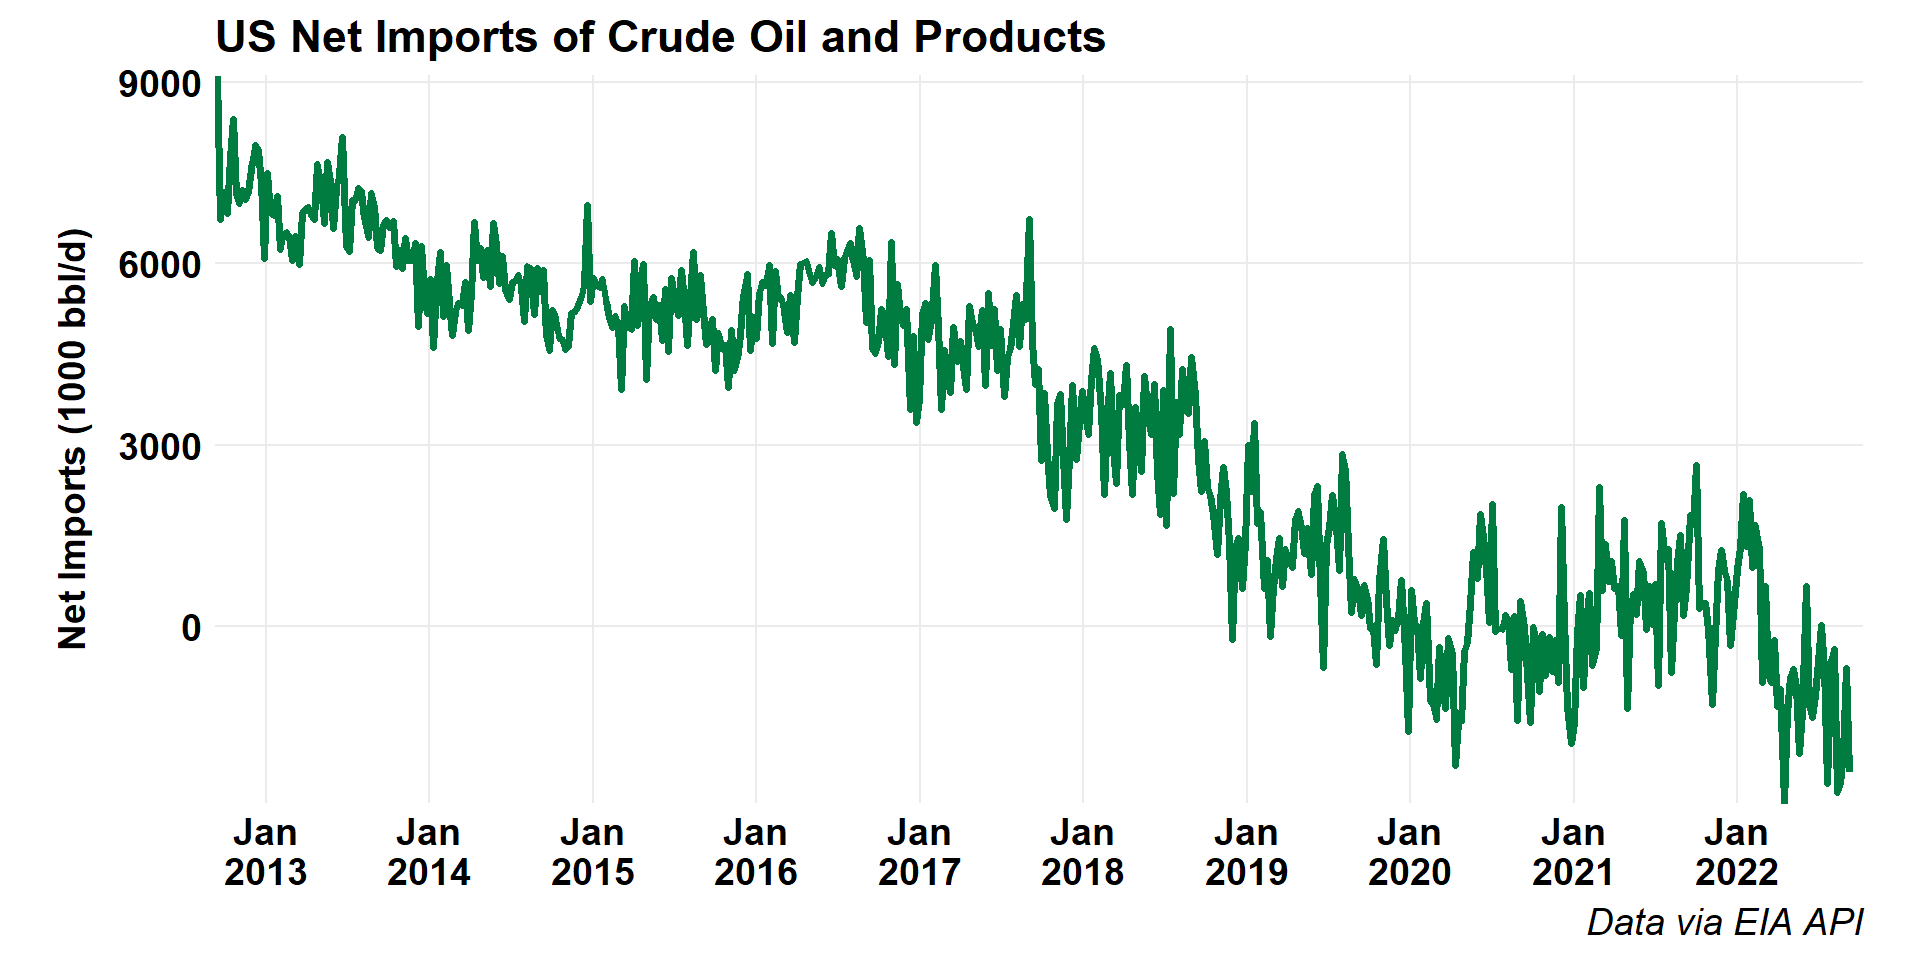 US Net Imports of Crude Oil and Products
Net Imports (1000 bbl/d)
9000
6000
3000
0
Jan Jan Jan Jan Jan Jan Jan Jan Jan Jan
2013 2014 2015 2016 2017 2018 2019 2020 2021 2022
Data via EIA API